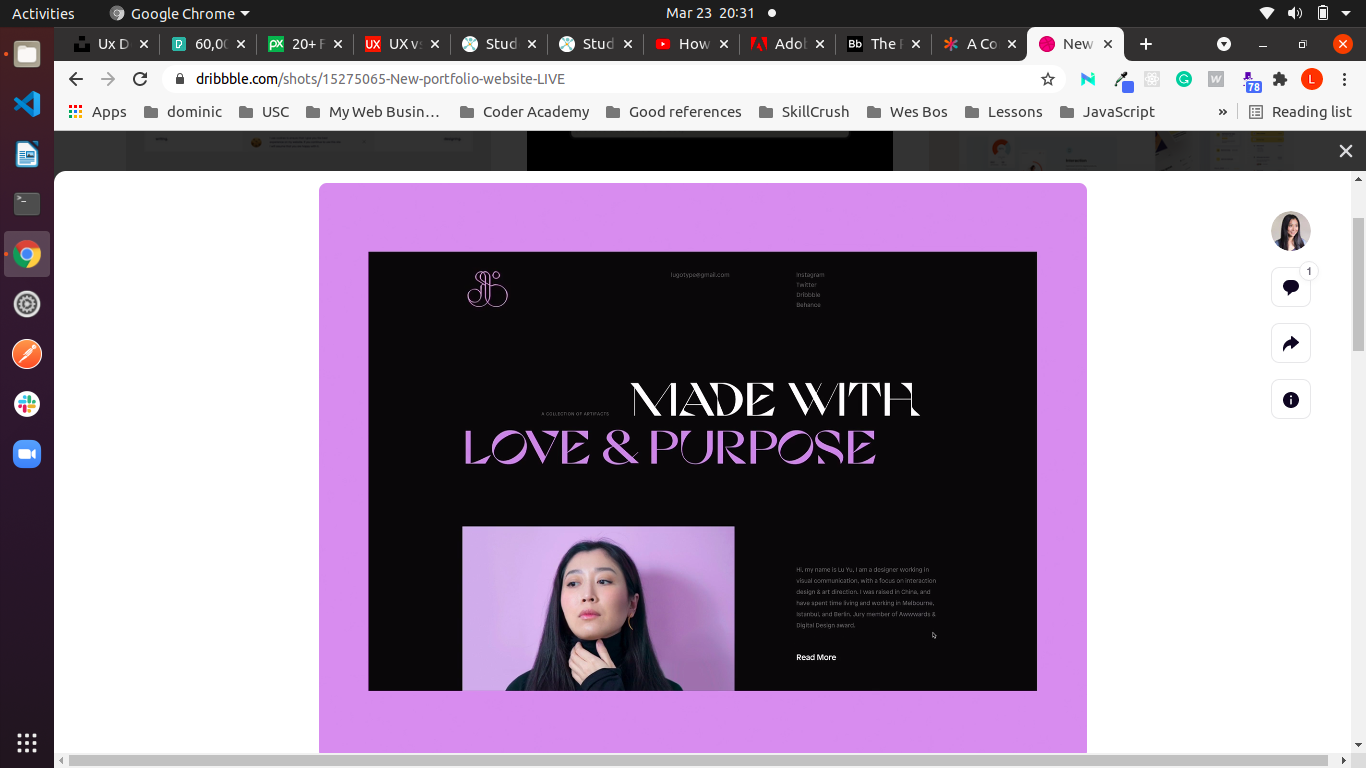 Activities
Google Chrome
Mar 23 20:31
Ux D
60,00
20+ F
UX vs
Stud
Stud
How
Adob
The F
A Co
New
dribbble.com/shots/15275065-New-portfolio-website-LIVE
78
L
Apps
dominic
USC
My Web Busin…
Coder Academy
Good references
SkillCrush
Wes Bos
Lessons
JavaScript
»
Reading list
lugotype@gmail.com
Instagram
Twitter
Dribbble
Behance
1
A COLLECTION OF ARTIFACTS
MADE WITH
LOVE & PURPOSE
Hi, my name is Lu Yu, I am a designer working in
visual communication, with a focus on interaction
design & art direction. I was raised in China, and
have spent time living and working in Melbourne,
Istanbul, and Berlin. Jury member of Awwwards &
Digital Design award.
Read More